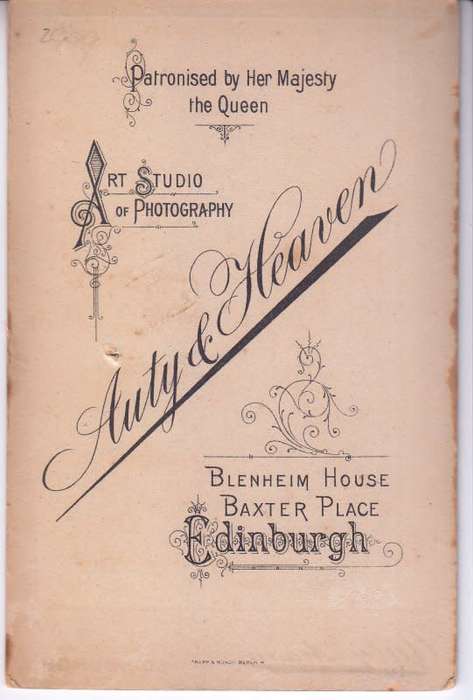 Patronised by Her Majesty
the Queen
Art Studio
of Photography
Auty & Heaven
Blenheim House
Baxter Place
Edinburgh